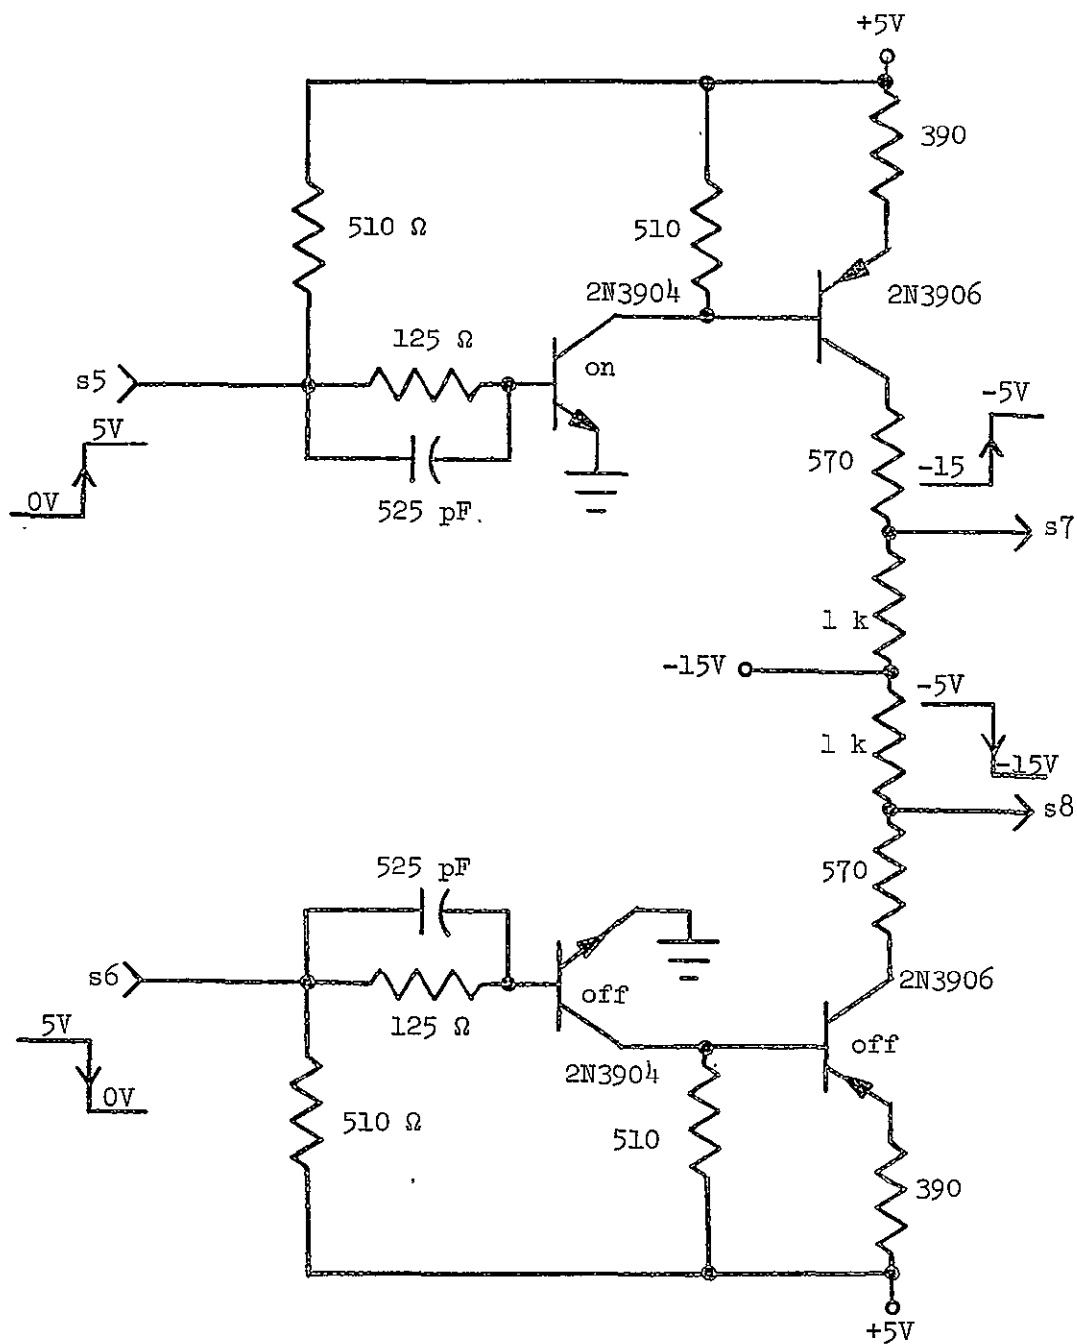 +5V
390
510 Ω
510
2N3904
2N3906
125 Ω
s5
on
5V
0V
525 pF
-5V
570
-15
s7
1 k
-15V
-5V
1 k
-15V
s8
525 pF
570
s6
2N3906
off
125 Ω
5V
off
2N3904
0V
510 Ω
510
390
+5V